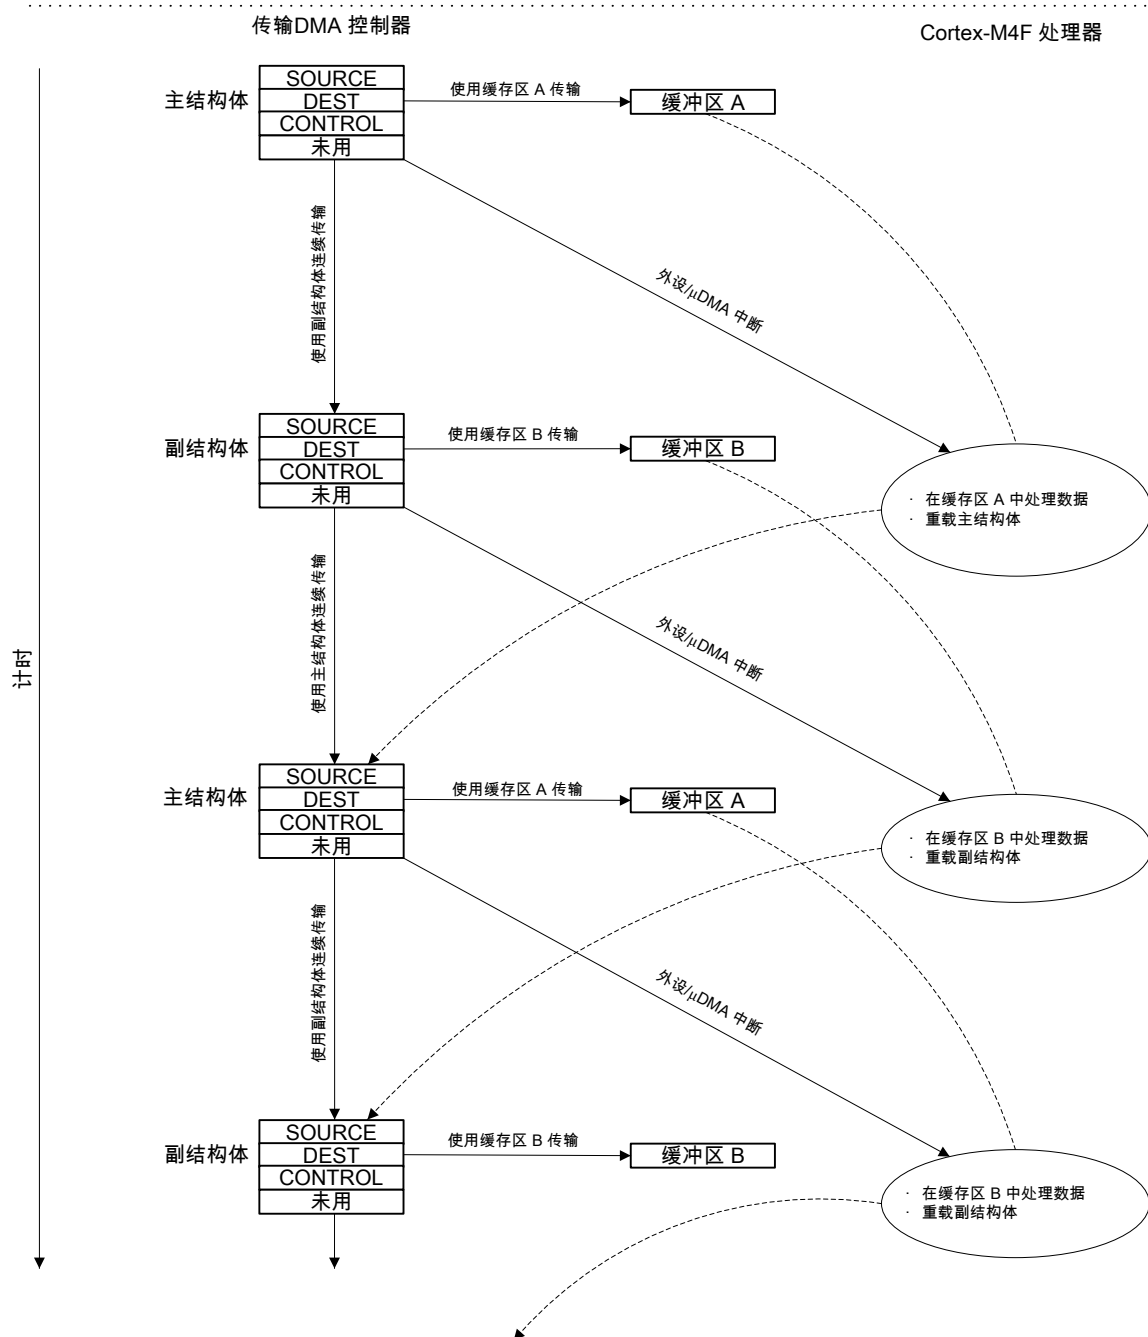 传输DMA 控制器
Cortex-M4F 处理器
计时
主结构体
SOURCE
DEST
CONTROL
未用
使用缓存区 A 传输
缓冲区 A
使用副结构体连续传输
外设/μDMA 中断
副结构体
SOURCE
DEST
CONTROL
未用
使用缓存区 B 传输
缓冲区 B
· 在缓存区 A 中处理数据
· 重载主结构体
使用主结构体连续传输
外设/μDMA 中断
主结构体
SOURCE
DEST
CONTROL
未用
使用缓存区 A 传输
缓冲区 A
· 在缓存区 B 中处理数据
· 重载副结构体
使用副结构体连续传输
外设/μDMA 中断
副结构体
SOURCE
DEST
CONTROL
未用
使用缓存区 B 传输
缓冲区 B
· 在缓存区 B 中处理数据
· 重载副结构体